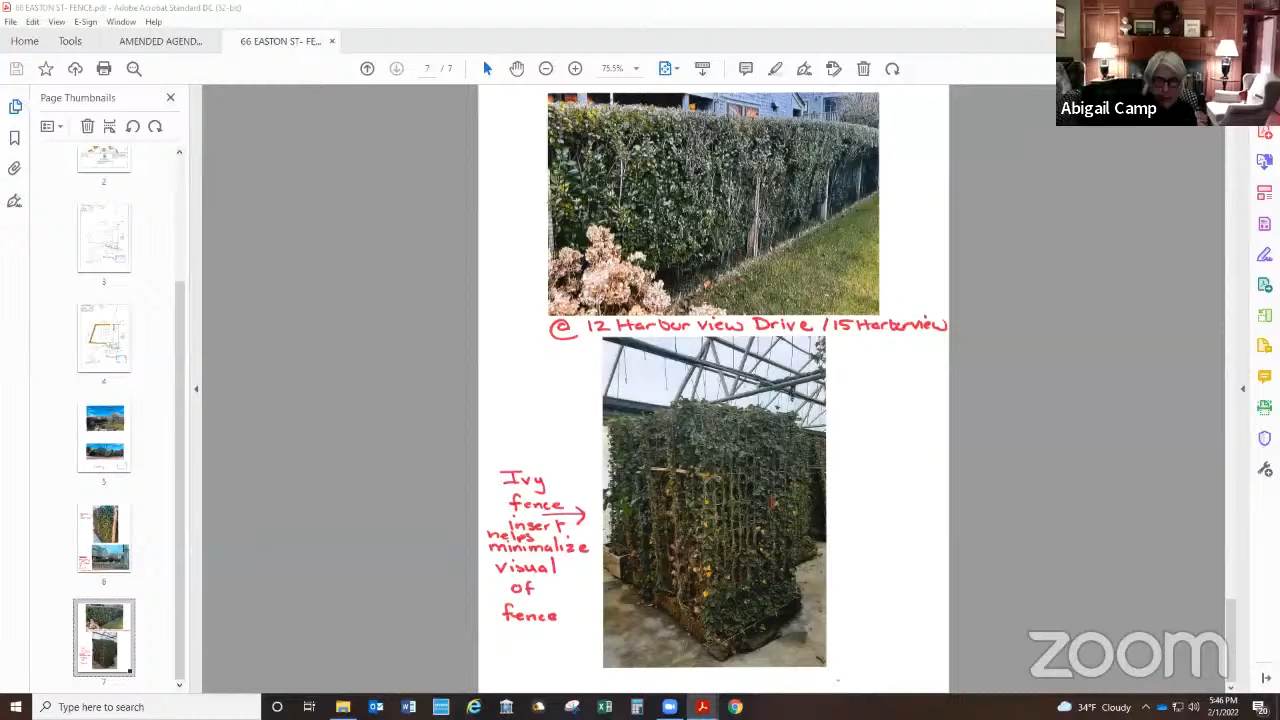 66 EASTON ST- FENCE.pdf - Adobe Acrobat Standard DC (32-bit)
File Edit View E-Sign Window Help
Home Tools AMENDED AGEND... 66 EASTON ST- FE... ×
7 / 7 75.5%
Page Thumbnails
2
3
4
5
6
7
Abigail Camp
@ 12 Harbor view Drive / 15 Harborview
Ivy
fence
insert
helps
minimalize
visual
of
fence
zoom
Type here to search
34°F Cloudy
5:46 PM
2/1/2022
20